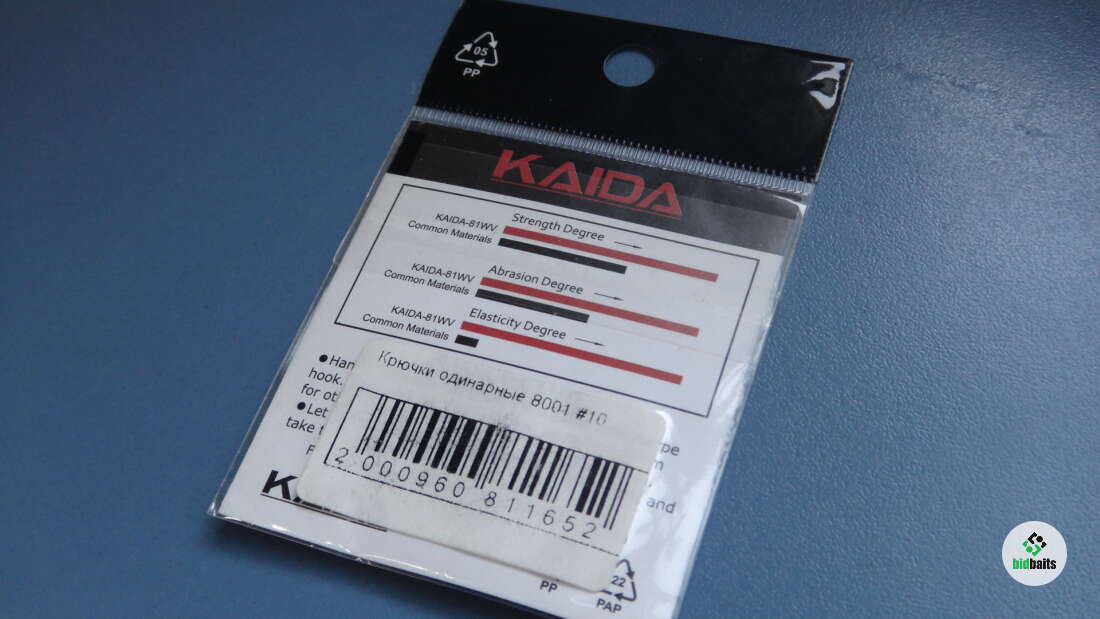 05
PP
KAIDA
Strength Degree
KAIDA-81WV
Common Materials
Abrasion Degree
KAIDA-81WV
Common Materials
Elasticity Degree
KAIDA-81WV
Common Materials
Крючки одинарные 8001 #10
hook.
for
take
and
2 000960 811652
PP
22
PAP
bidbaits